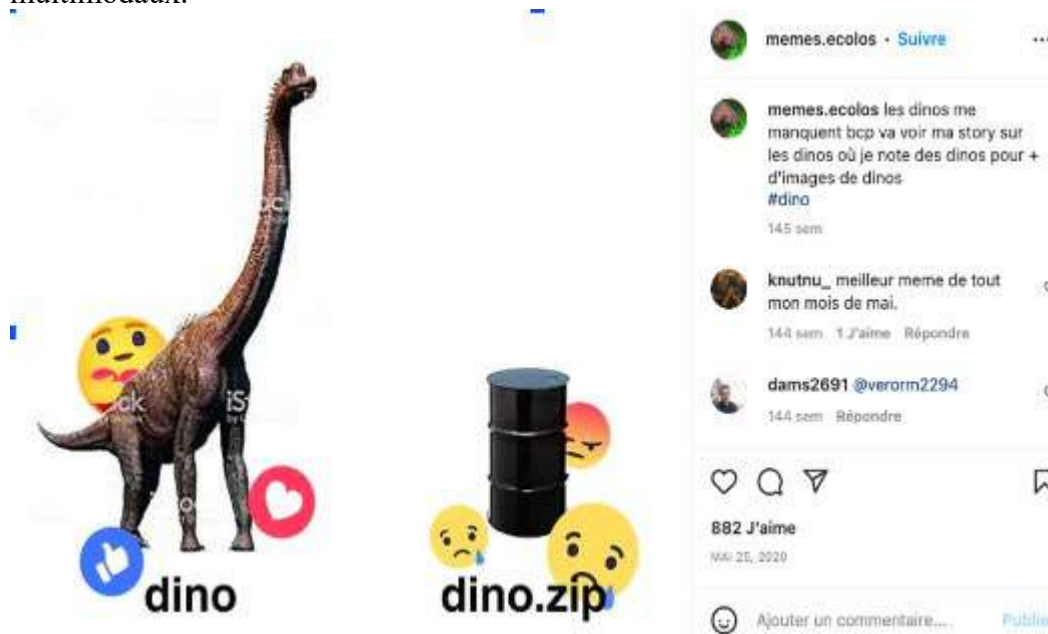 multimodaux.
dino
dino.zip
memes.ecolos · Suivre
memes.ecolos les dinos me
manquent bcp va voir ma story sur
les dinos où je note des dinos pour +
d'images de dinos
#dino
145 sem
knutnu_ meilleur meme de tout
mon mois de mai.
144 sem 1 J'aime Répondre
dams2691 @verorm2294
144 sem Répondre
882 J'aime
MAI 25, 2020
Ajouter un commentaire...